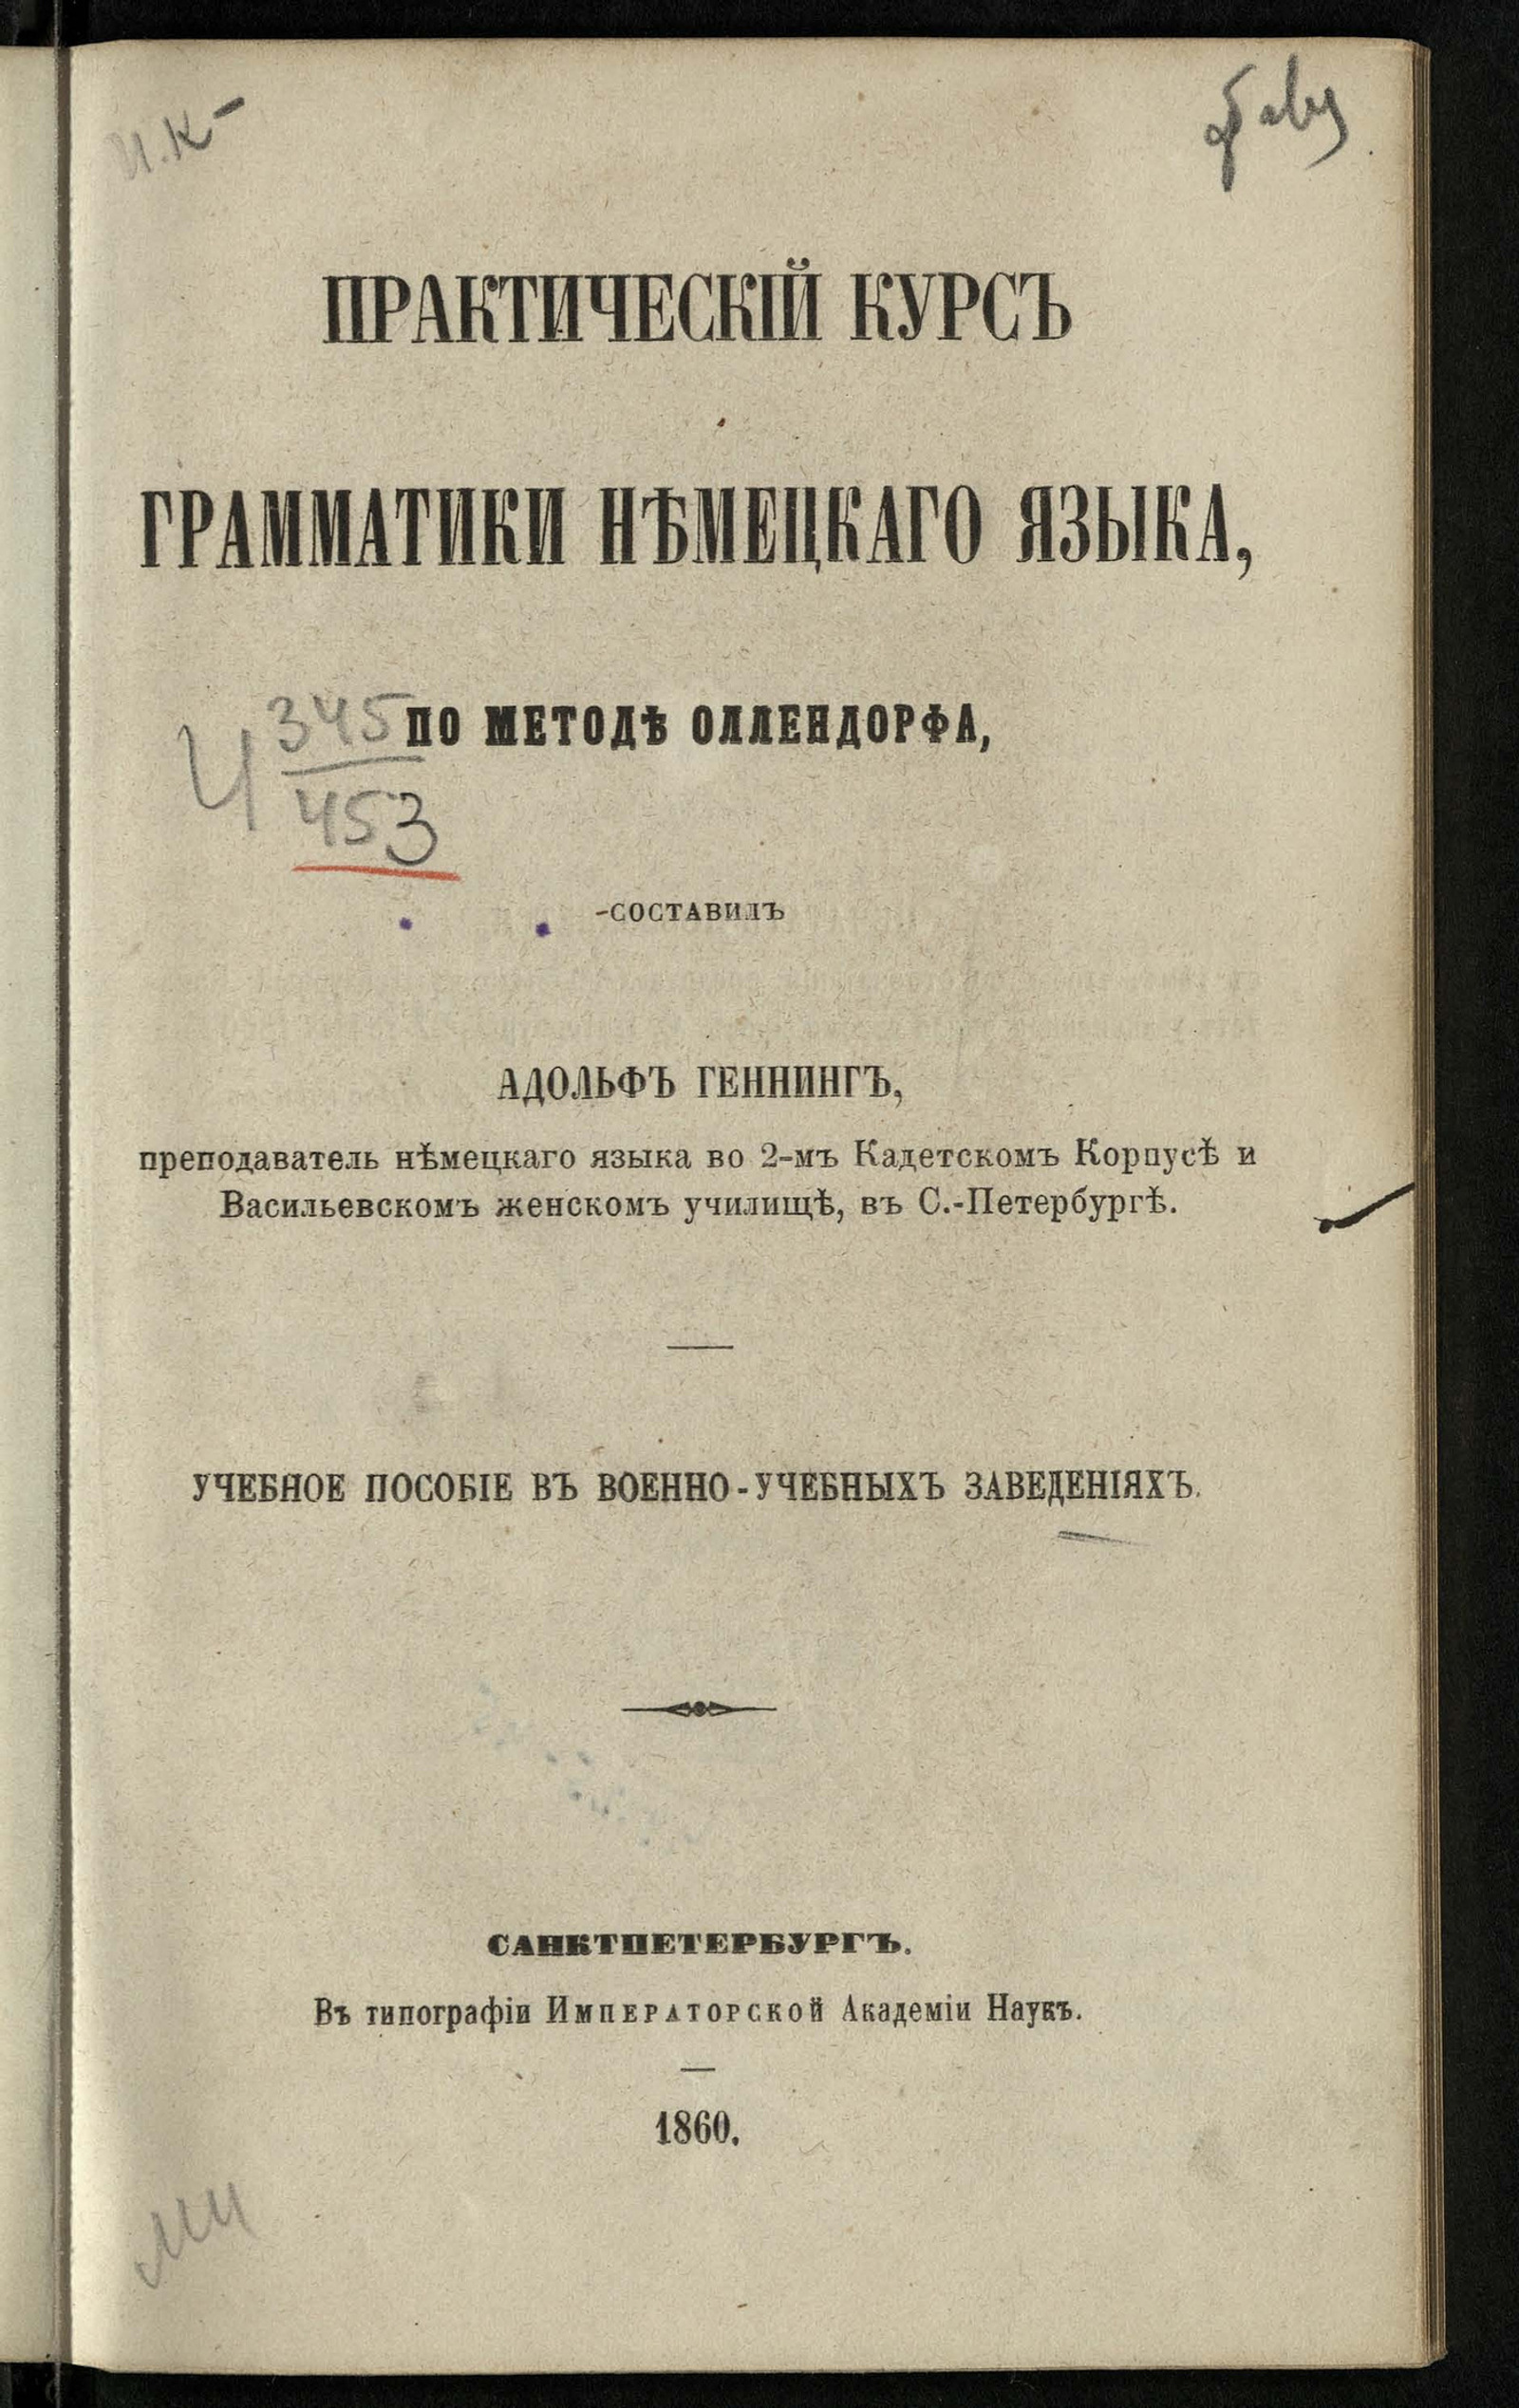 И.К-
ПРАКТИЧЕСКІЙ КУРСЪ
ГРАММАТИКИ НѢМЕЦКАГО ЯЗЫКА,
Ч 345
453
ПО МЕТОДѢ ОЛЛЕНДОРФА,
СОСТАВИЛЪ
АДОЛЬФЪ ГЕННИНГЪ,
преподаватель нѣмецкаго языка во 2-мъ Кадетскомъ Корпусѣ и
Васильевскомъ женскомъ училищѣ, въ С.-Петербургѣ.
УЧЕБНОЕ ПОСОБІЕ ВЪ ВОЕННО-УЧЕБНЫХЪ ЗАВЕДЕНІЯХЪ.
САНКТПЕТЕРБУРГЪ.
Въ типографіи ИМПЕРАТОРСКОЙ Академіи Наукъ.
1860.